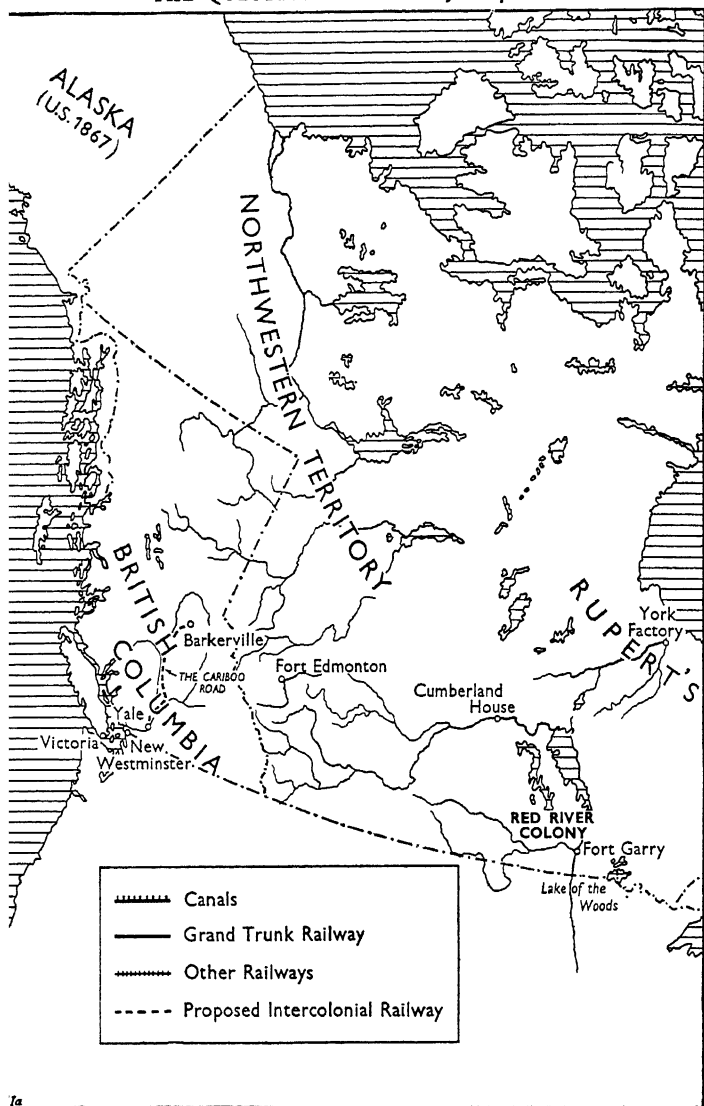 ALASKA
(U.S. 1867)
NORTHWESTERN TERRITORY
BRITISH
COLUMBIA
RUPERT'S
York
Factory
Barkerville
THE CARIBOO
ROAD
Fort Edmonton
Cumberland
House
Yale
Victoria
New
Westminster
RED RIVER
COLONY
Fort Garry
Lake of the
Woods
Canals
Grand Trunk Railway
Other Railways
Proposed Intercolonial Railway